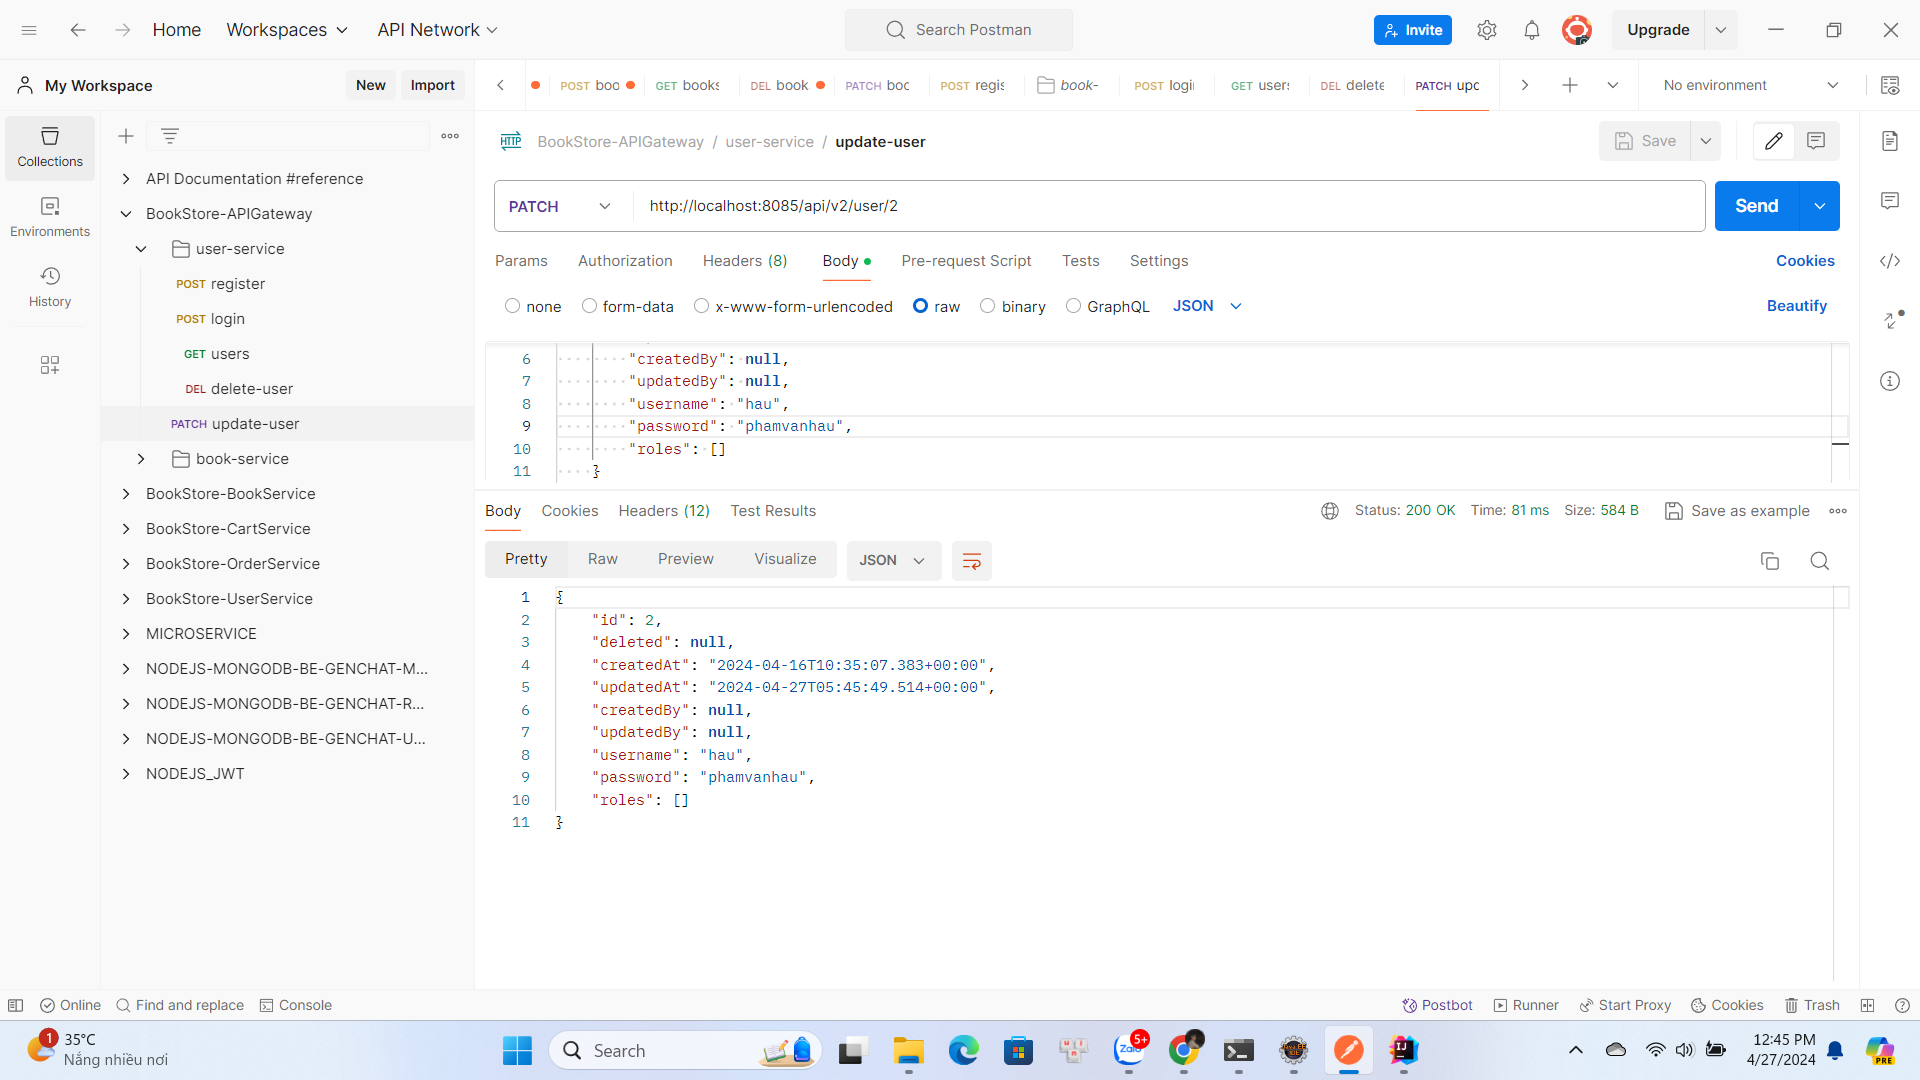 Home
Workspaces
API Network
Search Postman
Invite
Upgrade
My Workspace
New
Import
POST boo
GET books
DEL book
PATCH boo
POST regis
book-
POST logi
GET users
DEL delete
PATCH upd
No environment
Collections
Environments
History
API Documentation #reference
BookStore-APIGateway
user-service
POST register
POST login
GET users
DEL delete-user
PATCH update-user
book-service
BookStore-BookService
BookStore-CartService
BookStore-OrderService
BookStore-UserService
MICROSERVICE
NODEJS-MONGODB-BE-GENCHAT-M...
NODEJS-MONGODB-BE-GENCHAT-R...
NODEJS-MONGODB-BE-GENCHAT-U...
NODEJS_JWT
HTTP
BookStore-APIGateway / user-service / update-user
Save
PATCH
http://localhost:8085/api/v2/user/2
Send
Params
Authorization
Headers (8)
Body
Pre-request Script
Tests
Settings
Cookies
none
form-data
x-www-form-urlencoded
raw
binary
GraphQL
JSON
Beautify
6 "createdBy": null,
7 "updatedBy": null,
8 "username": "hau",
9 "password": "phamvanhau",
10 "roles": []
11 }
Body
Cookies
Headers (12)
Test Results
Status: 200 OK
Time: 81 ms
Size: 584 B
Save as example
Pretty
Raw
Preview
Visualize
JSON
1 {
2 "id": 2,
3 "deleted": null,
4 "createdAt": "2024-04-16T10:35:07.383+00:00",
5 "updatedAt": "2024-04-27T05:45:49.514+00:00",
6 "createdBy": null,
7 "updatedBy": null,
8 "username": "hau",
9 "password": "phamvanhau",
10 "roles": []
11 }
Online
Find and replace
Console
Postbot
Runner
Start Proxy
Cookies
Trash
1
35°C
Nắng nhiều nơi
Search
Zalo
5+
IJ
12:45 PM
4/27/2024
PRE